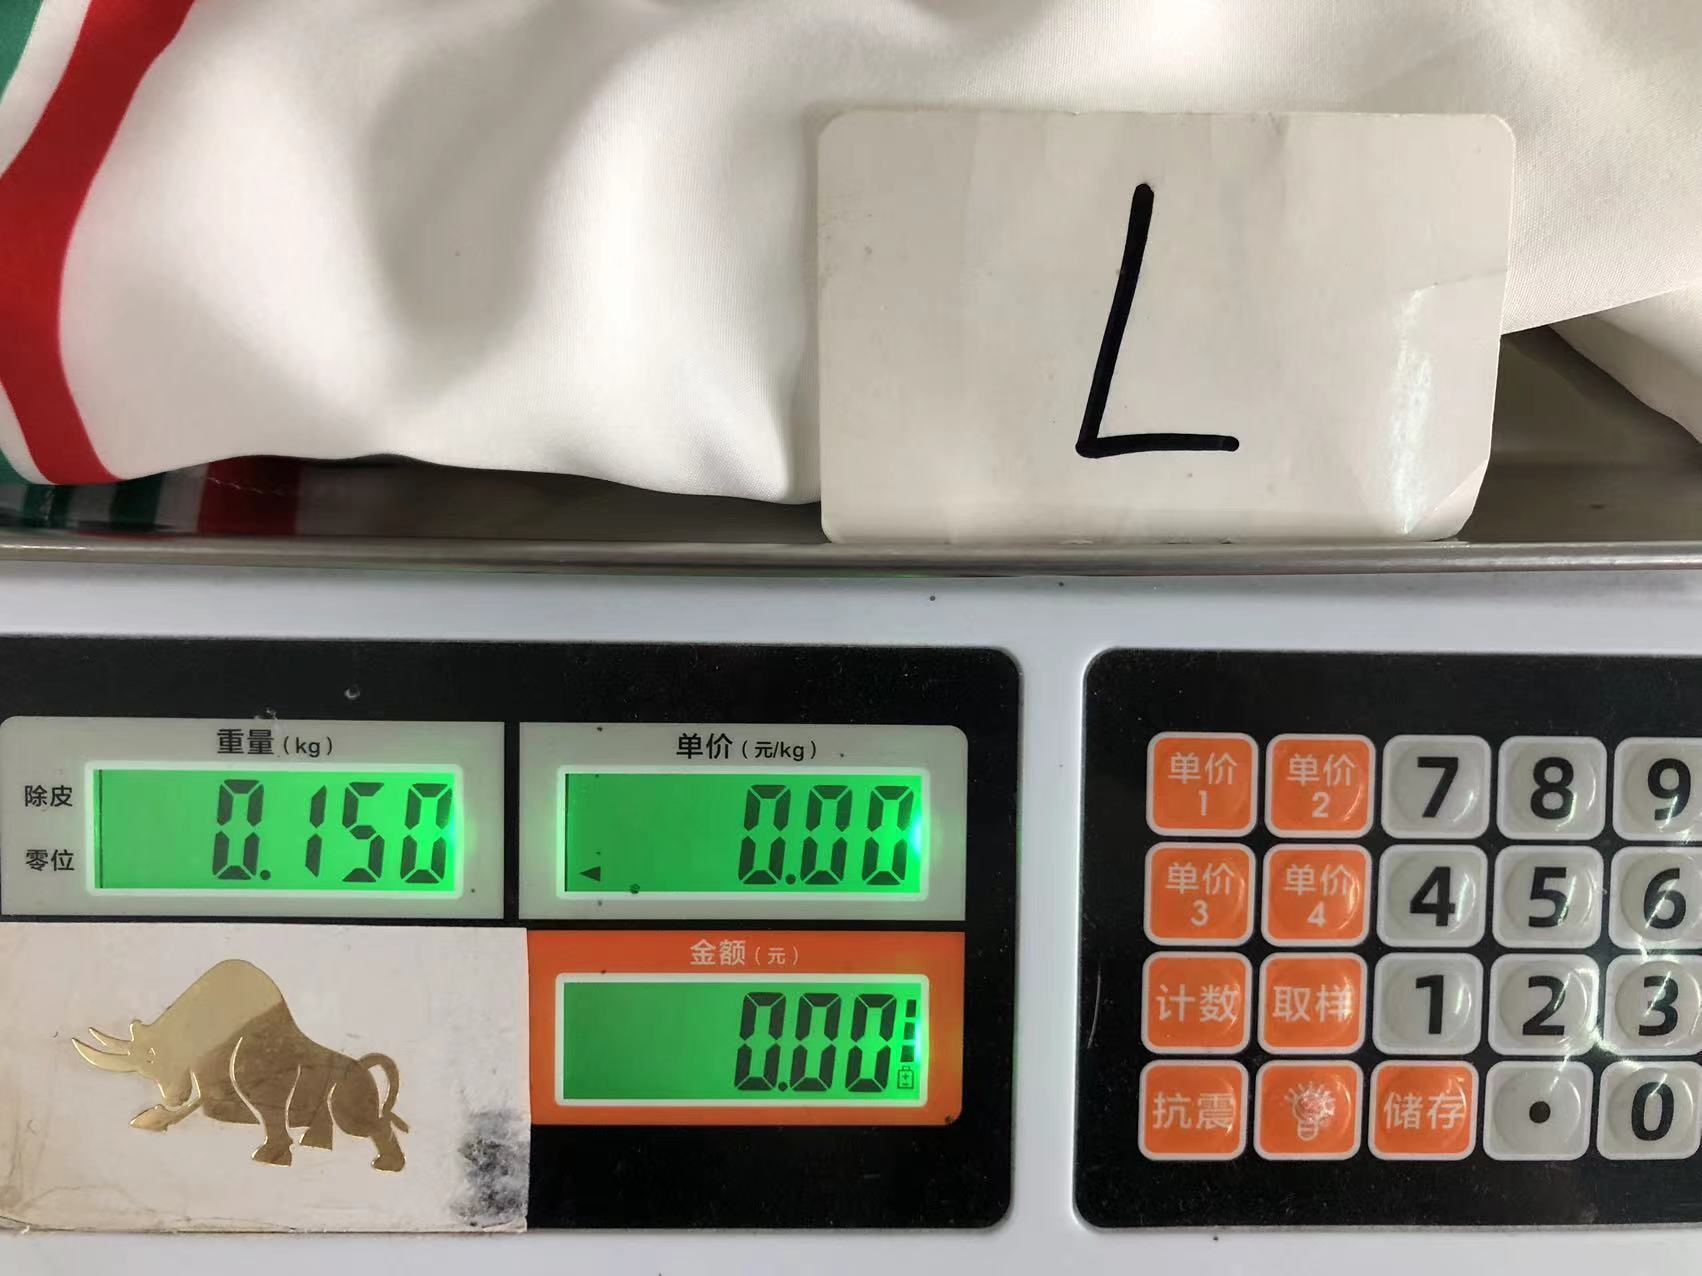 L
重量(kg)
除皮
零位
0.150
单价(元/kg)
0.00
金额(元)
0.00
单价1 单价2 7 8 9
单价3 单价4 4 5 6
计数 取样 1 2 3
抗震 储存 . 0